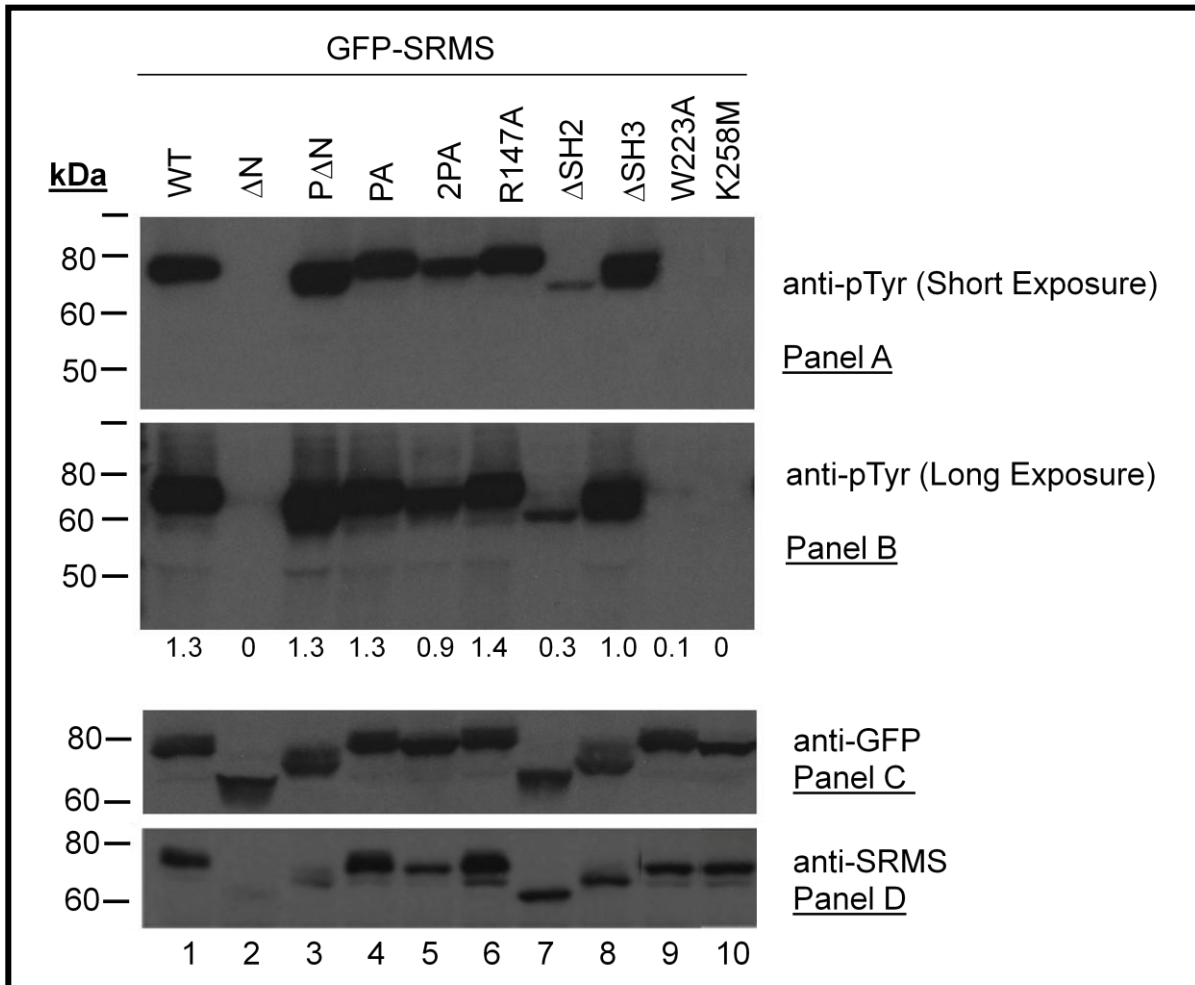 GFP-SRMS
kDa
WT ΔN PΔN PA 2PA R147A ΔSH2 ΔSH3 W223A K258M
80
60
50
anti-pTyr (Short Exposure)
Panel A
80
60
50
anti-pTyr (Long Exposure)
Panel B
1.3 0 1.3 1.3 0.9 1.4 0.3 1.0 0.1 0
80
60
anti-GFP
Panel C
80
60
anti-SRMS
Panel D
1 2 3 4 5 6 7 8 9 10